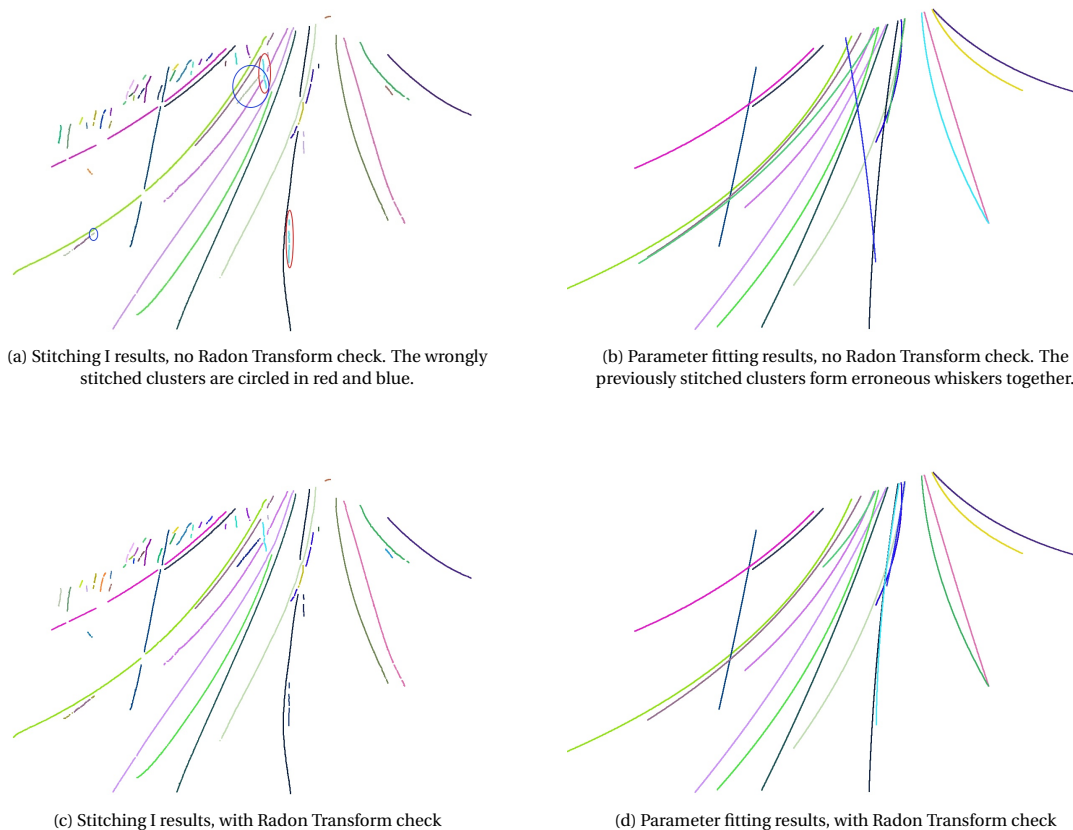 (a) Stitching I results, no Radon Transform check. The wrongly
stitched clusters are circled in red and blue.
(b) Parameter fitting results, no Radon Transform check. The
previously stitched clusters form erroneous whiskers together.
(c) Stitching I results, with Radon Transform check
(d) Parameter fitting results, with Radon Transform check